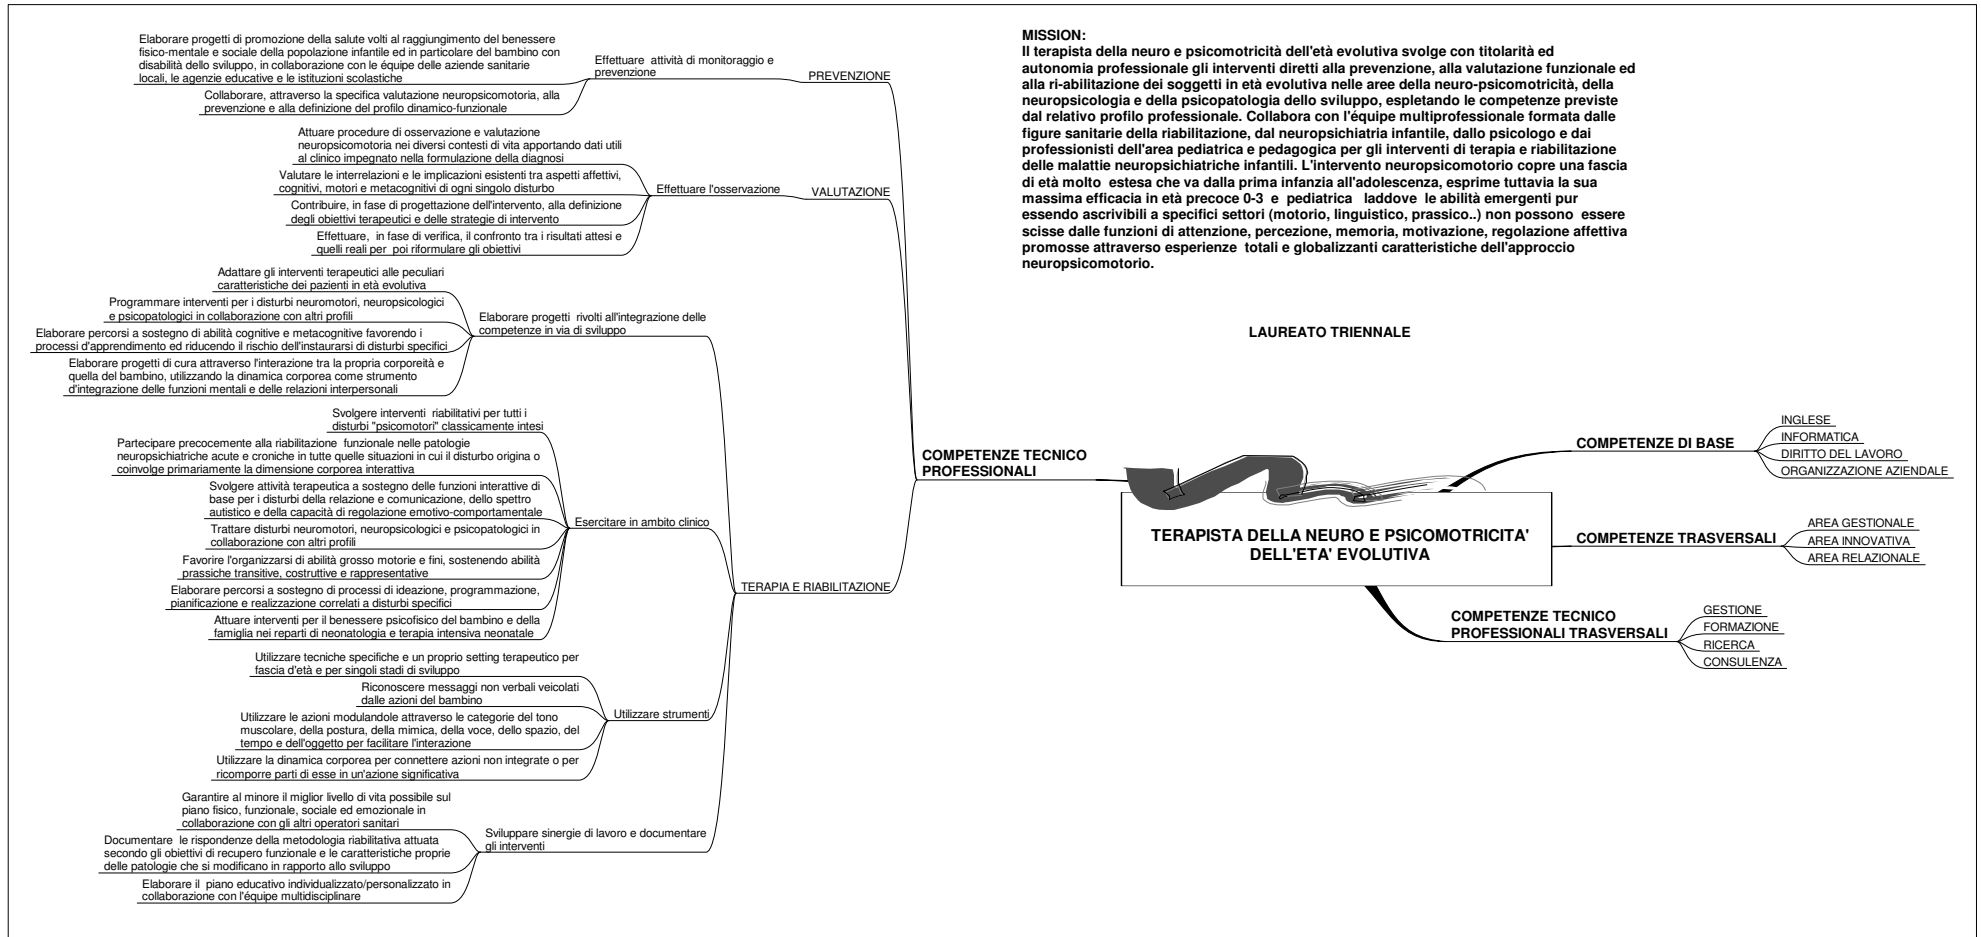 MISSION:
Il terapista della neuro e psicomotricità dell'età evolutiva svolge con titolarità ed
autonomia professionale gli interventi diretti alla prevenzione, alla valutazione funzionale ed
alla ri-abilitazione dei soggetti in età evolutiva nelle aree della neuro-psicomotricità, della
neuropsicologia e della psicopatologia dello sviluppo, espletando le competenze previste
dal relativo profilo professionale. Collabora con l'équipe multiprofessionale formata dalle
figure sanitarie della riabilitazione, dal neuropsichiatria infantile, dallo psicologo e dai
professionisti dell'area pediatrica e pedagogica per gli interventi di terapia e riabilitazione
delle malattie neuropsichiatriche infantili. L'intervento neuropsicomotorio copre una fascia
di età molto estesa che va dalla prima infanzia all'adolescenza, esprime tuttavia la sua
massima efficacia in età precoce 0-3 e pediatrica laddove le abilità emergenti pur
essendo ascrivibili a specifici settori (motorio, linguistico, prassico..) non possono essere
scisse dalle funzioni di attenzione, percezione, memoria, motivazione, regolazione affettiva
promosse attraverso esperienze totali e globalizzanti caratteristiche dell'approccio
neuropsicomotorio.
LAUREATO TRIENNALE
TERAPISTA DELLA NEURO E PSICOMOTRICITA'
DELL'ETA' EVOLUTIVA
COMPETENZE TECNICO
PROFESSIONALI
PREVENZIONE
Effettuare attività di monitoraggio e
prevenzione
Elaborare progetti di promozione della salute volti al raggiungimento del benessere
fisico-mentale e sociale della popolazione infantile ed in particolare del bambino con
disabilità dello sviluppo, in collaborazione con le équipe delle aziende sanitarie
locali, le agenzie educative e le istituzioni scolastiche
Collaborare, attraverso la specifica valutazione neuropsicomotoria, alla
prevenzione e alla definizione del profilo dinamico-funzionale
VALUTAZIONE
Effettuare l'osservazione
Attuare procedure di osservazione e valutazione
neuropsicomotoria nei diversi contesti di vita apportando dati utili
al clinico impegnato nella formulazione della diagnosi
Valutare le interrelazioni e le implicazioni esistenti tra aspetti affettivi,
cognitivi, motori e metacognitivi di ogni singolo disturbo
Contribuire, in fase di progettazione dell'intervento, alla definizione
degli obiettivi terapeutici e delle strategie di intervento
Effettuare, in fase di verifica, il confronto tra i risultati attesi e
quelli reali per poi riformulare gli obiettivi
TERAPIA E RIABILITAZIONE
Elaborare progetti rivolti all'integrazione delle
competenze in via di sviluppo
Adattare gli interventi terapeutici alle peculiari
caratteristiche dei pazienti in età evolutiva
Programmare interventi per i disturbi neuromotori, neuropsicologici
e psicopatologici in collaborazione con altri profili
Elaborare percorsi a sostegno di abilità cognitive e metacognitive favorendo i
processi d'apprendimento ed riducendo il rischio dell'instaurarsi di disturbi specifici
Elaborare progetti di cura attraverso l'interazione tra la propria corporeità e
quella del bambino, utilizzando la dinamica corporea come strumento
d'integrazione delle funzioni mentali e delle relazioni interpersonali
Esercitare in ambito clinico
Svolgere interventi riabilitativi per tutti i
disturbi "psicomotori" classicamente intesi
Partecipare precocemente alla riabilitazione funzionale nelle patologie
neuropsichiatriche acute e croniche in tutte quelle situazioni in cui il disturbo origina o
coinvolge primariamente la dimensione corporea interattiva
Svolgere attività terapeutica a sostegno delle funzioni interattive di
base per i disturbi della relazione e comunicazione, dello spettro
autistico e della capacità di regolazione emotivo-comportamentale
Trattare disturbi neuromotori, neuropsicologici e psicopatologici in
collaborazione con altri profili
Favorire l'organizzarsi di abilità grosso motorie e fini, sostenendo abilità
prassiche transitive, costruttive e rappresentative
Elaborare percorsi a sostegno di processi di ideazione, programmazione,
pianificazione e realizzazione correlati a disturbi specifici
Attuare interventi per il benessere psicofisico del bambino e della
famiglia nei reparti di neonatologia e terapia intensiva neonatale
Utilizzare strumenti
Utilizzare tecniche specifiche e un proprio setting terapeutico per
fascia d'età e per singoli stadi di sviluppo
Riconoscere messaggi non verbali veicolati
dalle azioni del bambino
Utilizzare le azioni modulandole attraverso le categorie del tono
muscolare, della postura, della mimica, della voce, dello spazio, del
tempo e dell'oggetto per facilitare l'interazione
Utilizzare la dinamica corporea per connettere azioni non integrate o per
ricomporre parti di esse in un'azione significativa
Sviluppare sinergie di lavoro e documentare
gli interventi
Garantire al minore il miglior livello di vita possibile sul
piano fisico, funzionale, sociale ed emozionale in
collaborazione con gli altri operatori sanitari
Documentare le rispondenze della metodologia riabilitativa attuata
secondo gli obiettivi di recupero funzionale e le caratteristiche proprie
delle patologie che si modificano in rapporto allo sviluppo
Elaborare il piano educativo individualizzato/personalizzato in
collaborazione con l'équipe multidisciplinare
COMPETENZE DI BASE
INGLESE
INFORMATICA
DIRITTO DEL LAVORO
ORGANIZZAZIONE AZIENDALE
COMPETENZE TRASVERSALI
AREA GESTIONALE
AREA INNOVATIVA
AREA RELAZIONALE
COMPETENZE TECNICO
PROFESSIONALI TRASVERSALI
GESTIONE
FORMAZIONE
RICERCA
CONSULENZA